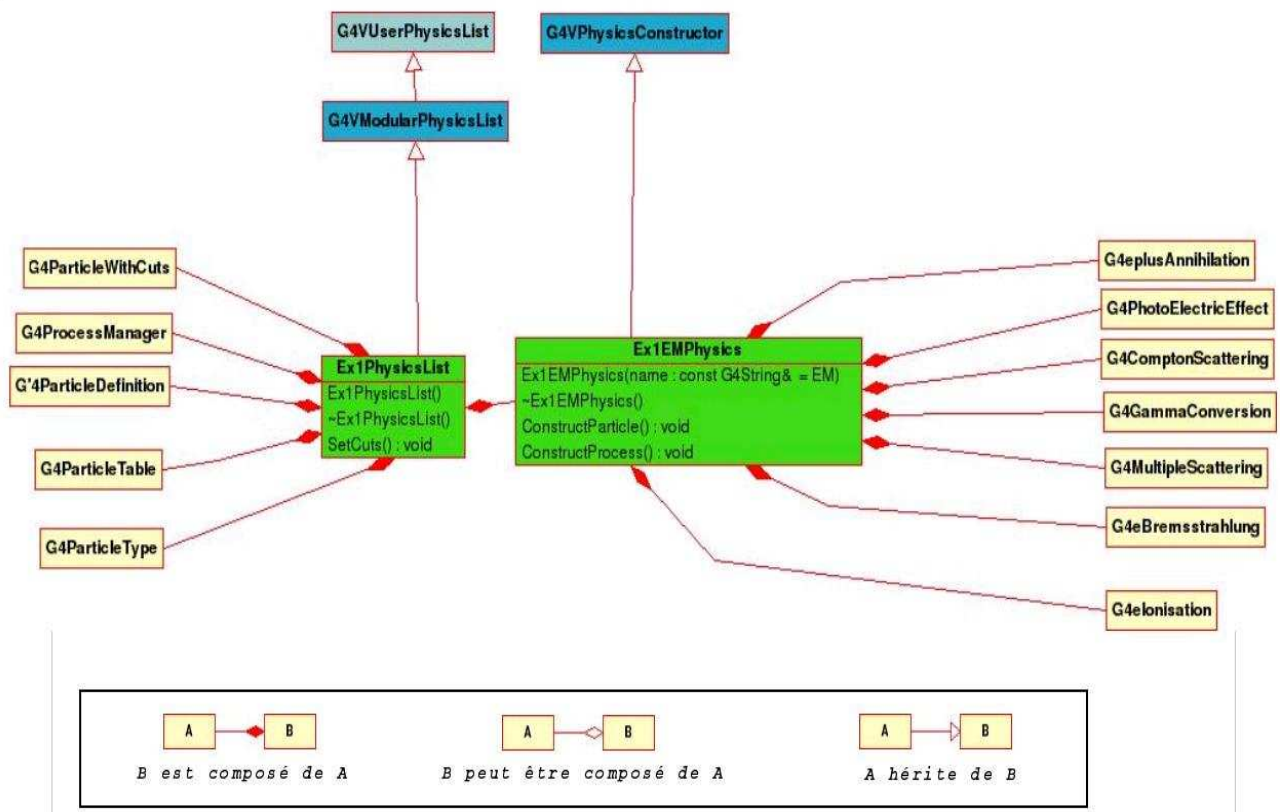 G4VUserPhysicsList
G4VPhysicsConstructor
G4VModularPhysicsList
G4ParticleWithCuts
G4ProcessManager
G'4ParticleDefinition
G4ParticleTable
G4ParticleType
Ex1PhysicsList
Ex1PhysicsList()
~Ex1PhysicsList()
SetCuts() : void
Ex1EMPhysics
Ex1EMPhysics(name : const G4String& = EM)
~Ex1EMPhysics()
ConstructParticle() : void
ConstructProcess() : void
G4eplusAnnihilation
G4PhotoElectricEffect
G4ComptonScattering
G4GammaConversion
G4MultipleScattering
G4eBremsstrahlung
G4eIonisation
A B
B est composé de A
A B
B peut être composé de A
A B
A hérite de B